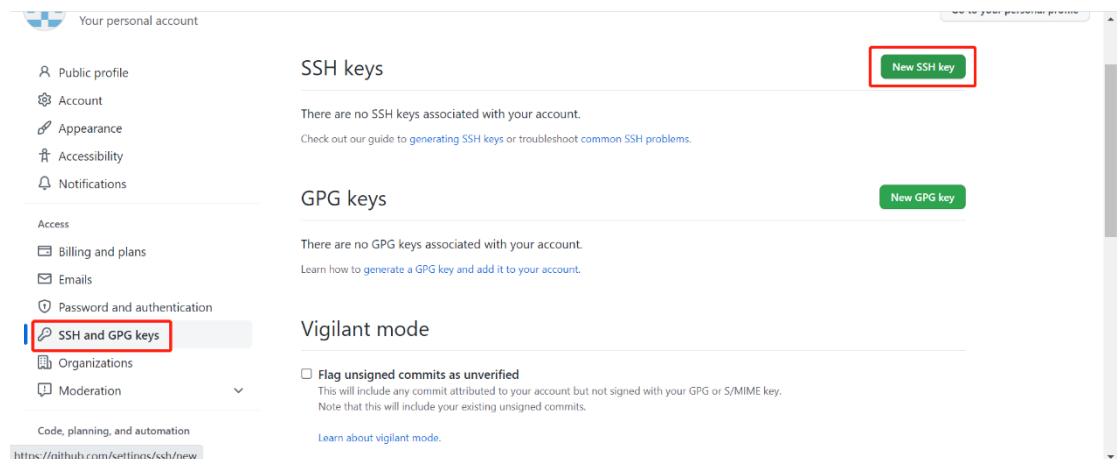 Your personal account
Go to your personal profile
Public profile
Account
Appearance
Accessibility
Notifications
Access
Billing and plans
Emails
Password and authentication
SSH and GPG keys
Organizations
Moderation
Code, planning, and automation
https://github.com/settings/ssh/new
SSH keys
New SSH key
There are no SSH keys associated with your account.
Check out our guide to generating SSH keys or troubleshoot common SSH problems.
GPG keys
New GPG key
There are no GPG keys associated with your account.
Learn how to generate a GPG key and add it to your account.
Vigilant mode
Flag unsigned commits as unverified
This will include any commit attributed to your account but not signed with your GPG or S/MIME key.
Note that this will include your existing unsigned commits.
Learn about vigilant mode.